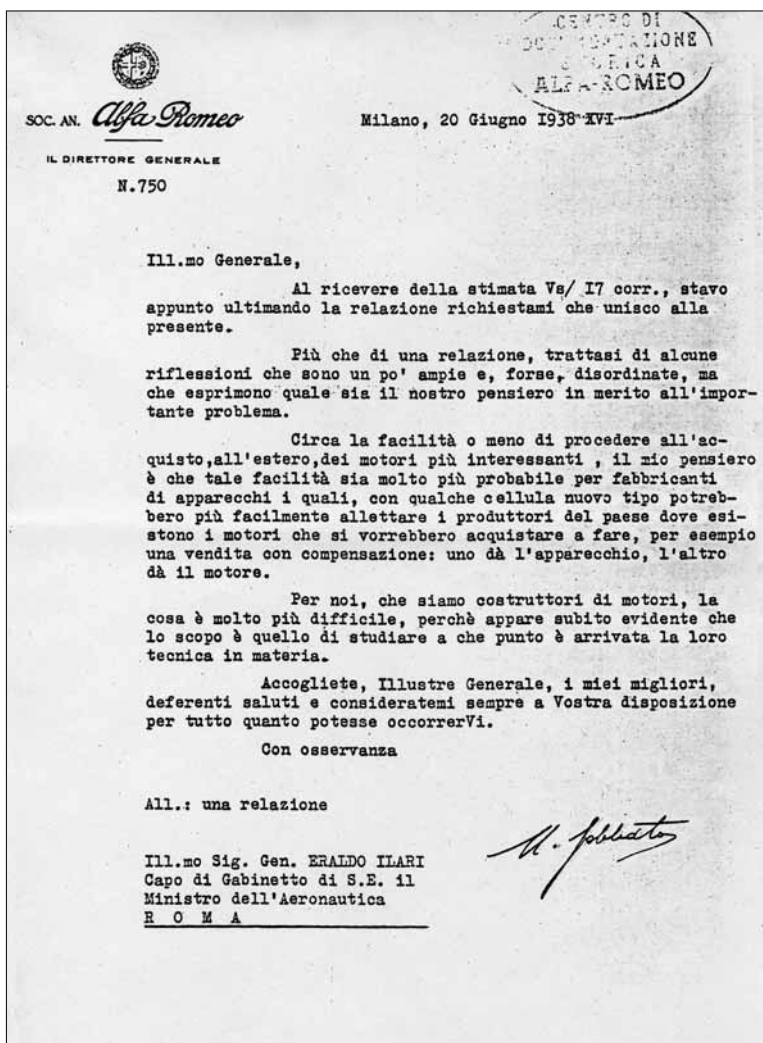 CENTRO DI
DOCUMENTAZIONE
STORICA
ALFA-ROMEO
SOC. AN. Alfa Romeo
Milano, 20 Giugno I938 XVI
IL DIRETTORE GENERALE
N.750
Ill.mo Generale,
Al ricevere della stimata Vs/ I7 corr., stavo
appunto ultimando la relazione richiestami che unisco alla
presente.
Più che di una relazione, trattasi di alcune
riflessioni che sono un po' ampie e, forse, disordinate, ma
che esprimono quale sia il nostro pensiero in merito all'impor-
tante problema.
Circa la facilità o meno di procedere all'ac-
quisto,all'estero,dei motori più interessanti , il mio pensiero
è che tale facilità sia molto più probabile per fabbricanti
di apparecchi i quali, con qualche cellula nuovo tipo potreb-
bero più facilmente allettare i produttori del paese dove esi-
stono i motori che si vorrebbero acquistare a fare, per esempio
una vendita con compensazione: uno dà l'apparecchio, l'altro
dà il motore.
Per noi, che siamo costruttori di motori, la
cosa è molto più difficile, perchè appare subito evidente che
lo scopo è quello di studiare a che punto è arrivata la loro
tecnica in materia.
Accogliete, Illustre Generale, i miei migliori,
deferenti saluti e consideratemi sempre a Vostra disposizione
per tutto quanto potesse occorrerVi.
Con osservanza
All.: una relazione
U. Gobbato
Ill.mo Sig. Gen. ERALDO ILARI
Capo di Gabinetto di S.E. il
Ministro dell'Aeronautica
R O M A